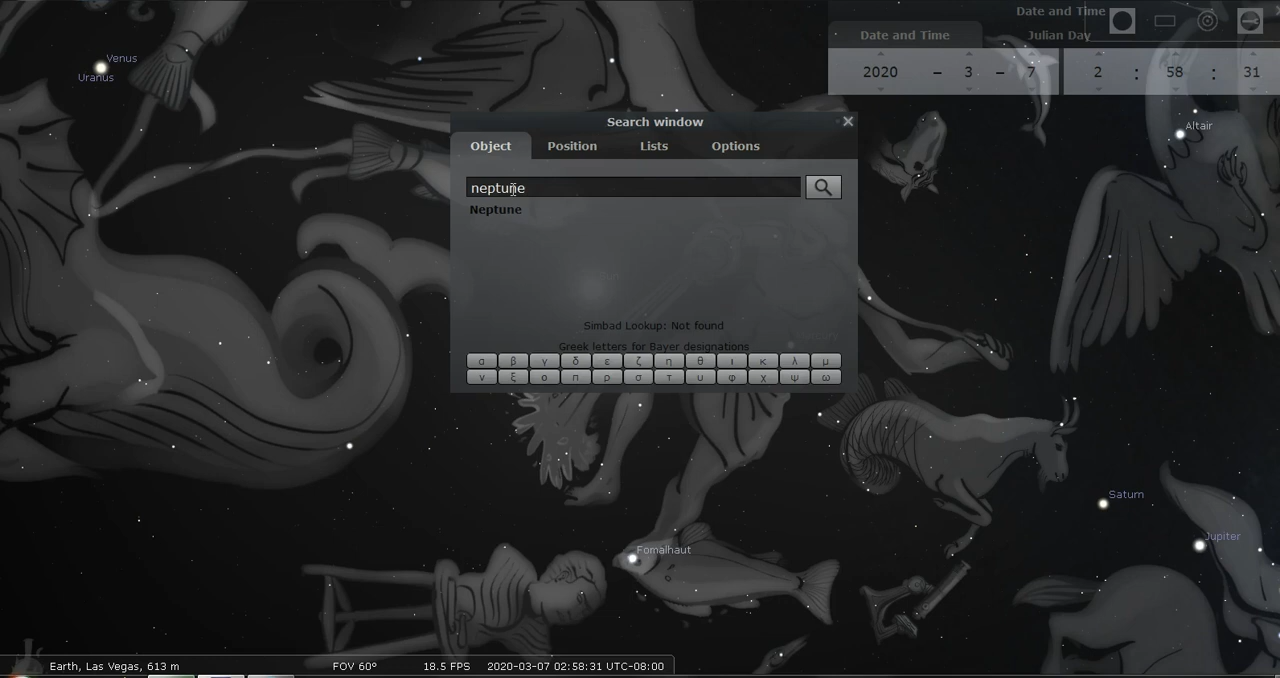 Date and Time
Date and Time
Julian Day
2020 – 3 – 7
2 : 58 : 31
Venus
Uranus
Altair
Search window
Object
Position
Lists
Options
neptune
Neptune
Simbad Lookup: Not found
Greek letters for Bayer designations
α β γ δ ε ζ η θ ι κ λ μ
ν ξ ο π ρ σ τ υ φ χ ψ ω
Saturn
Jupiter
Fomalhaut
Earth, Las Vegas, 613 m
FOV 60°
18.5 FPS
2020-03-07 02:58:31 UTC-08:00